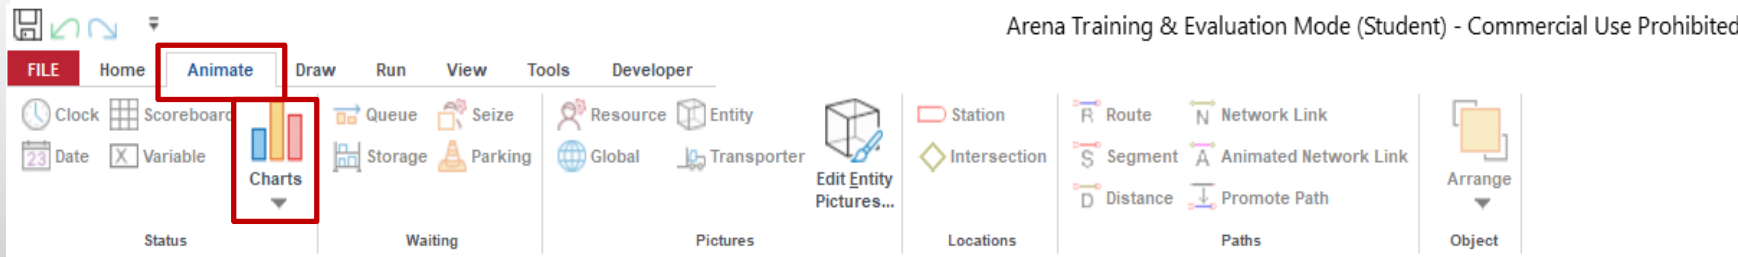 Arena Training & Evaluation Mode (Student) - Commercial Use Prohibited
FILE Home Animate Draw Run View Tools Developer
Clock Scoreboard Queue Seize Resource Entity Station R Route N Network Link
23 Date X Variable Storage Parking Global Transporter Intersection S Segment A Animated Network Link
Charts Edit Entity Pictures... D Distance Promote Path Arrange
Status Waiting Pictures Locations Paths Object